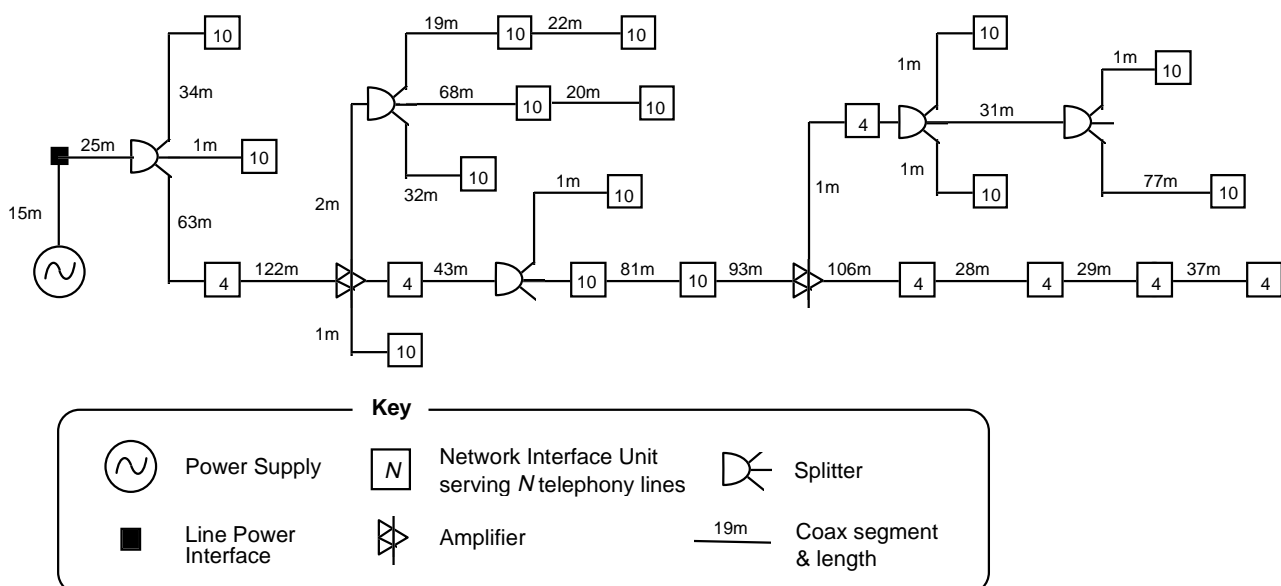 19m
22m
10
10
10
10
34m
1m
1m
10
68m
20m
10
10
4
31m
25m
1m
10
1m
77m
10
10
10
32m
1m
10
1m
15m
63m
2m
122m
43m
81m
93m
106m
28m
29m
37m
4
4
10
10
4
4
4
4
1m
10
Key
Power Supply
N
Network Interface Unit
serving N telephony lines
Splitter
Line Power
Interface
Amplifier
19m
Coax segment
& length